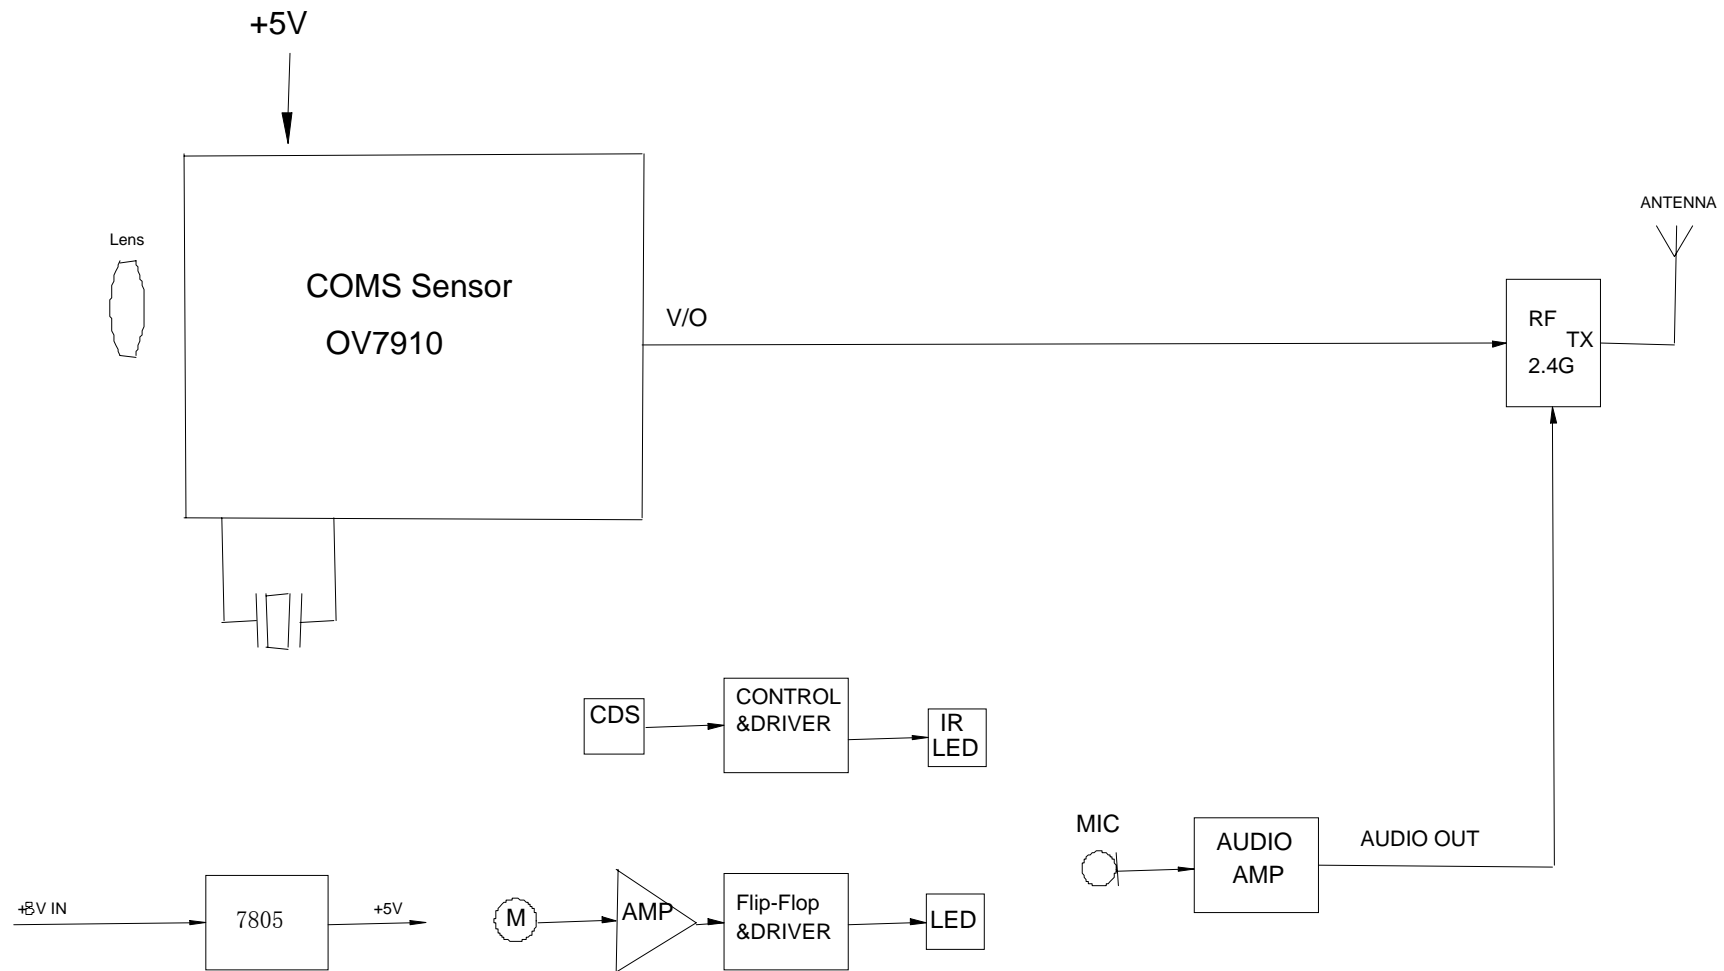 +5V
ANTENNA
Lens
COMS Sensor
OV7910
V/O
RF
TX
2.4G
CDS
CONTROL
&DRIVER
IR
LED
MIC
AUDIO
AMP
AUDIO OUT
V IN
7805
+5V
M
AMP
Flip-Flop
&DRIVER
LED